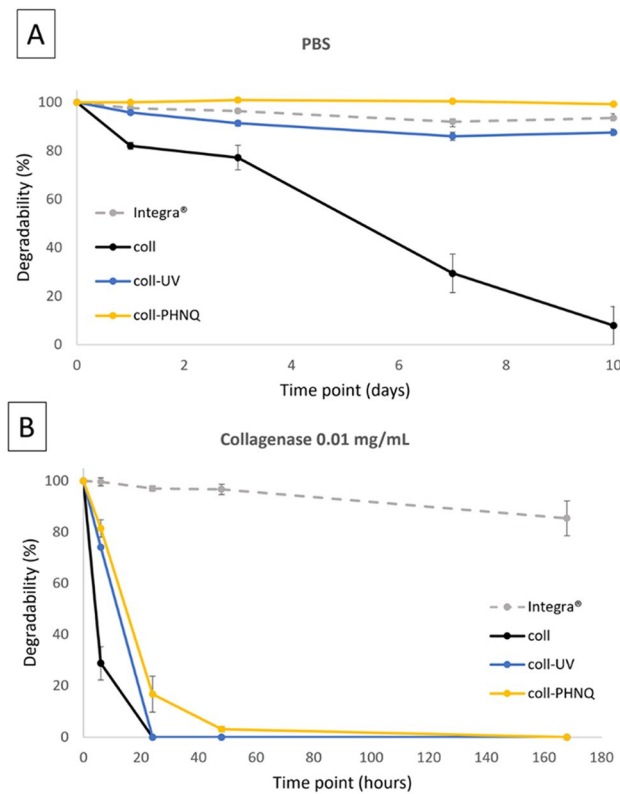 A
PBS
Degradability (%)
100
80
60
40
20
0
Integra®
coll
coll-UV
coll-PHNQ
0 2 4 6 8 10
Time point (days)
B
Collagenase 0.01 mg/mL
Degradability (%)
100
80
60
40
20
0
Integra®
coll
coll-UV
coll-PHNQ
0 20 40 60 80 100 120 140 160 180
Time point (hours)